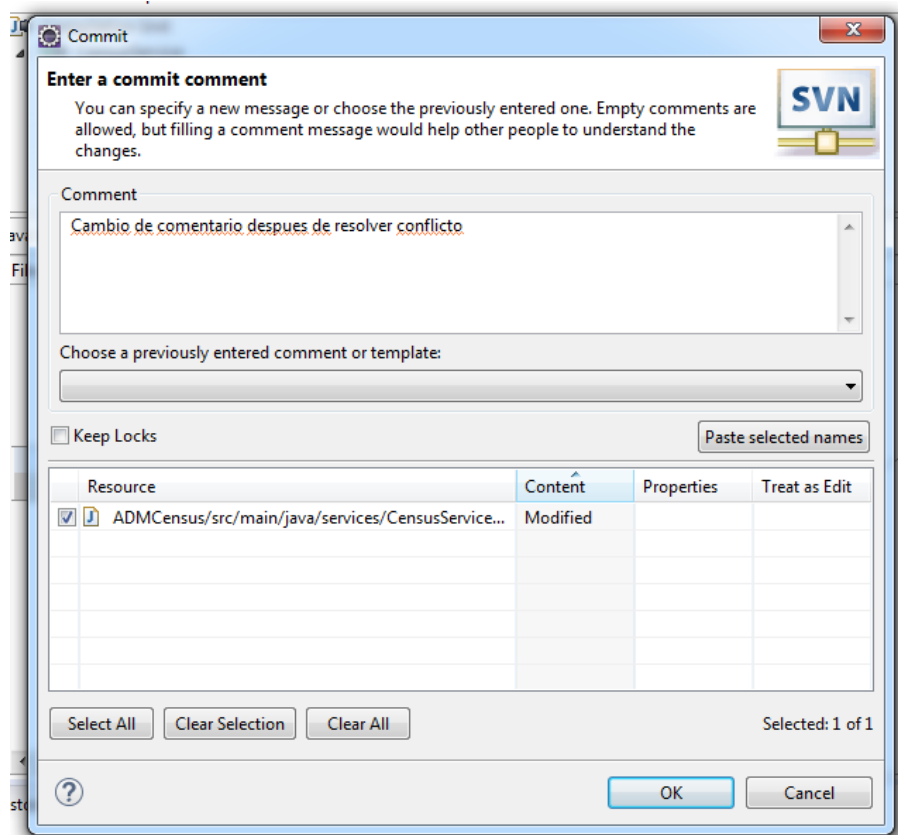 Commit
Enter a commit comment
You can specify a new message or choose the previously entered one. Empty comments are
allowed, but filling a comment message would help other people to understand the
changes.
SVN
Comment
Cambio de comentario despues de resolver conflicto
Choose a previously entered comment or template:
Keep Locks
Paste selected names
Resource Content Properties Treat as Edit
ADMCensus/src/main/java/services/CensusService... Modified
Select All Clear Selection Clear All Selected: 1 of 1
OK Cancel